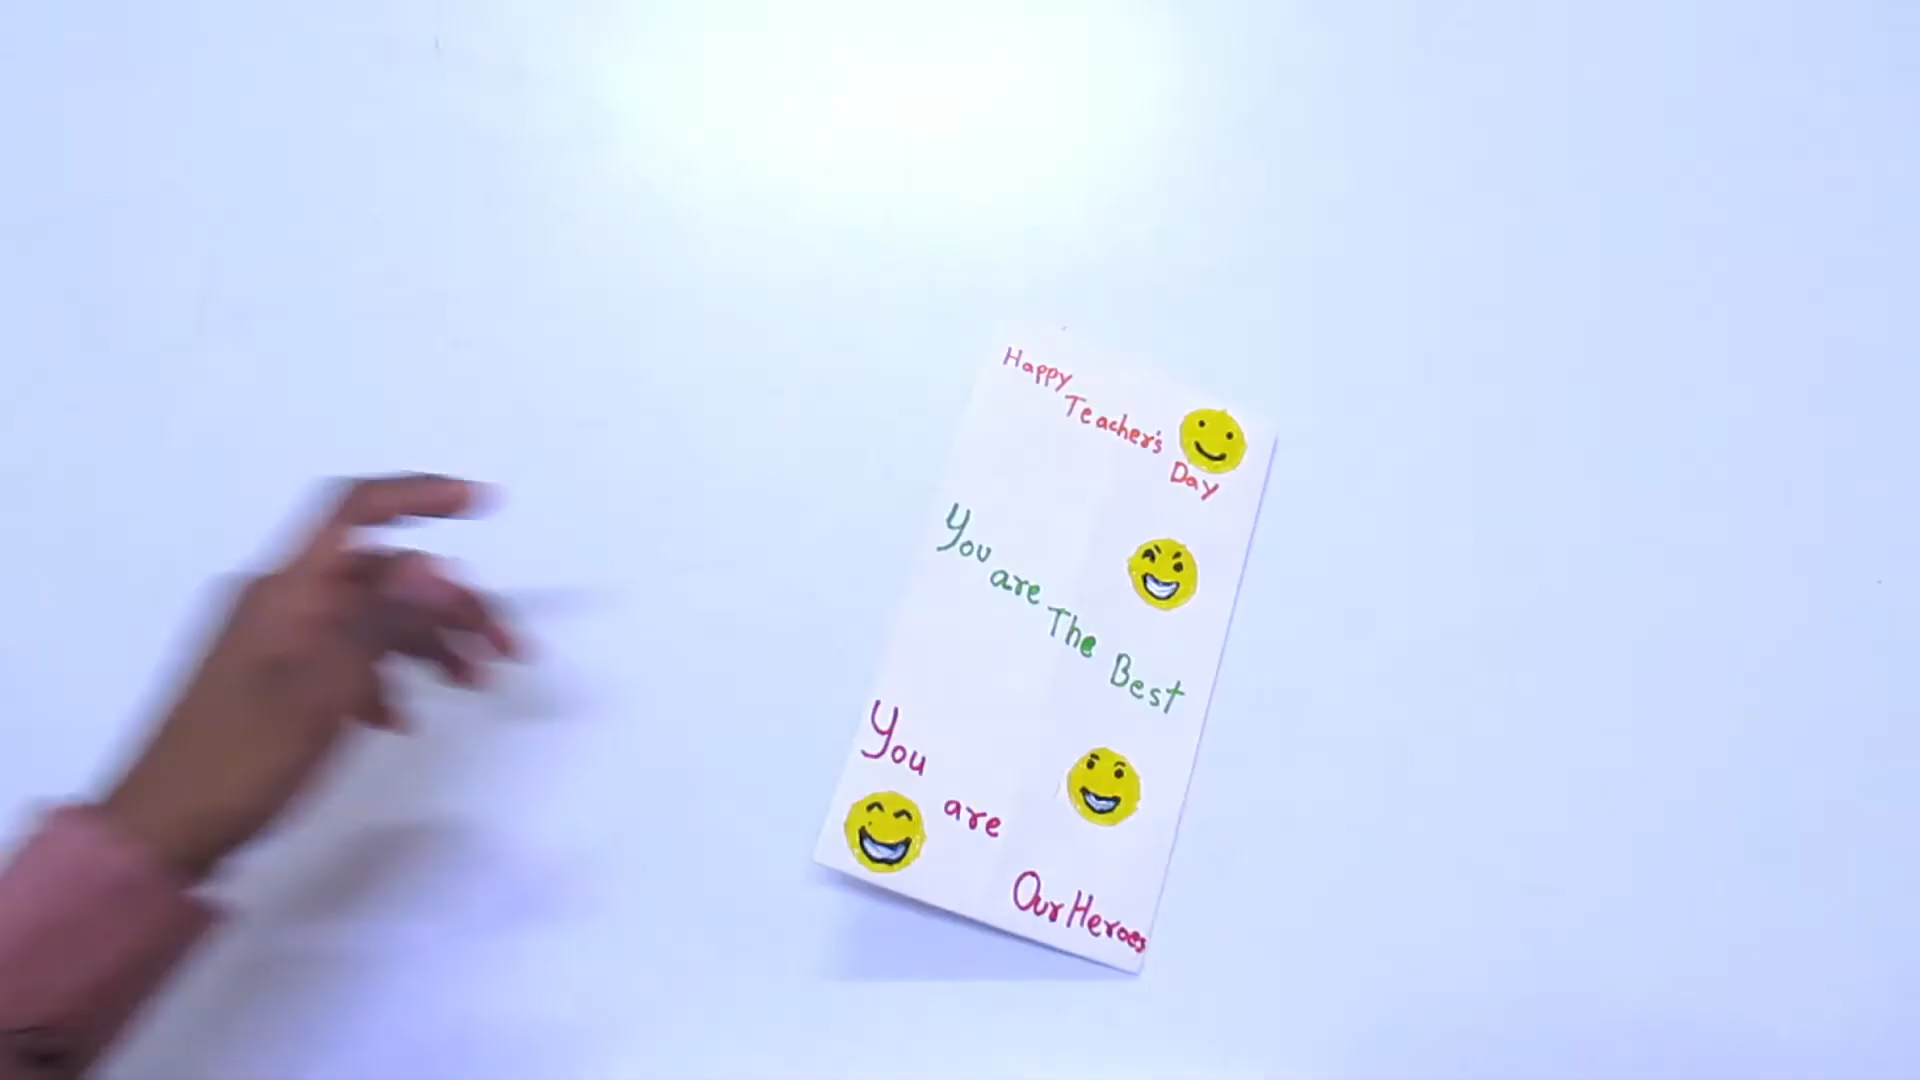 Happy
Teacher's
Day
You are The Best
You
are
Our Heroes